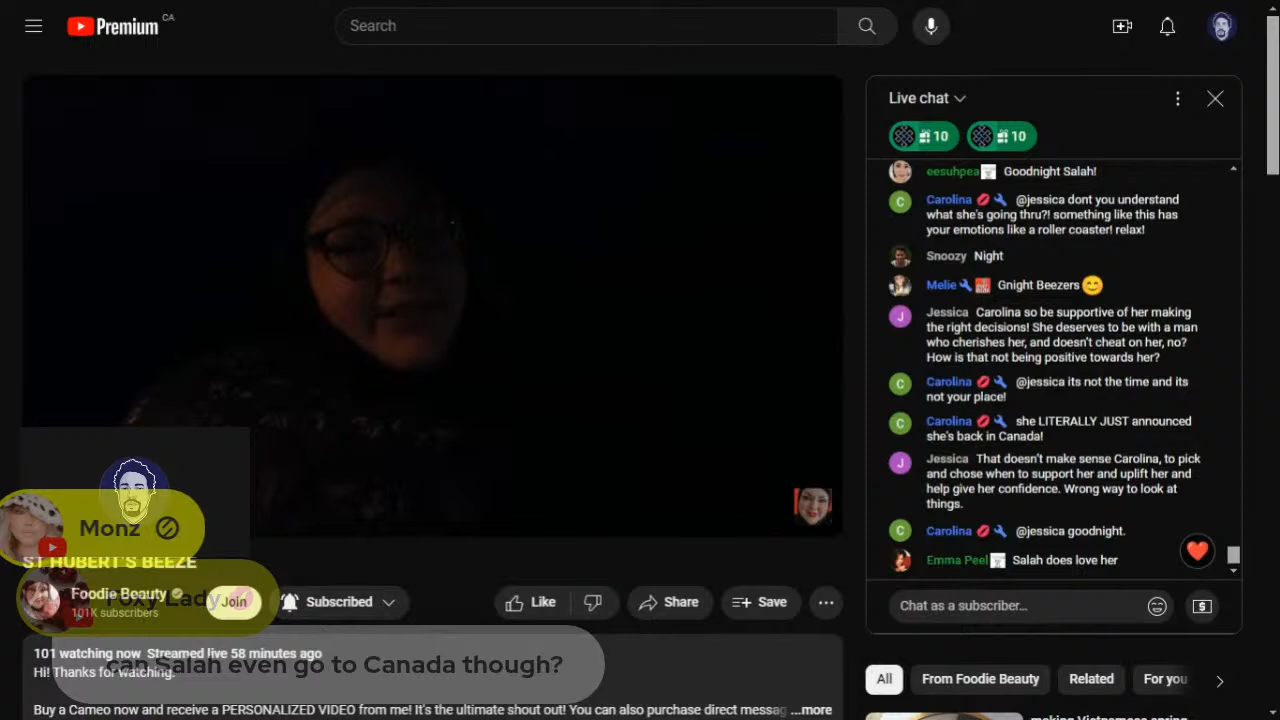 Premium CA
Search
Live chat
10
10
eesuhpea Goodnight Salah!
Carolina @jessica dont you understand
what she's going thru?! something like this has
your emotions like a roller coaster! relax!
Snoozy Night
Melie Gnight Beezers
Jessica Carolina so be supportive of her making
the right decisions! She deserves to be with a man
who cherishes her, and doesn't cheat on her, no?
How is that not being positive towards her?
Carolina @jessica its not the time and its
not your place!
Carolina she LITERALLY JUST announced
she's back in Canada!
Jessica That doesn't make sense Carolina, to pick
and chose when to support her and uplift her and
help give her confidence. Wrong way to look at
things.
Carolina @jessica goodnight.
Emma Peel Salah does love her
Chat as a subscriber...
All
From Foodie Beauty
Related
For you
Monz
ST HUBERT'S BEEZE
Foodie Beauty
101K subscribers
Foxy Lady
Join
Subscribed
Like
Share
Save
101 watching now Streamed live 58 minutes ago
can Salah even go to Canada though?
Hi! Thanks for watching.
Buy a Cameo now and receive a PERSONALIZED VIDEO from me! It's the ultimate shout out! You can also purchase direct messag ...more